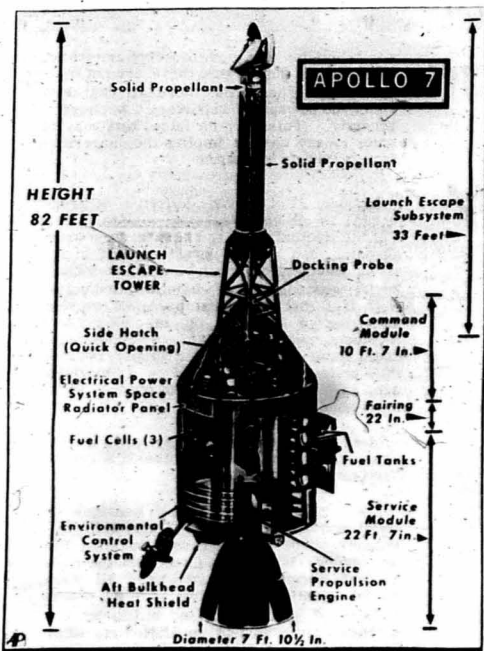 APOLLO 7
Solid Propellant
Solid Propellant
HEIGHT
82 FEET
Launch Escape
Subsystem
33 Feet
LAUNCH
ESCAPE
TOWER
Docking Probe
Side Hatch
(Quick Opening)
Command
Module
10 Ft. 7 In.
Electrical Power
System Space
Radiator Panel
Fairing
22 In.
Fuel Cells (3)
Fuel Tanks
Environmental
Control
System
Service
Module
22 Ft. 7in.
Aft Bulkhead
Heat Shield
Service
Propulsion
Engine
Diameter 7 Ft. 10½ In.
AP